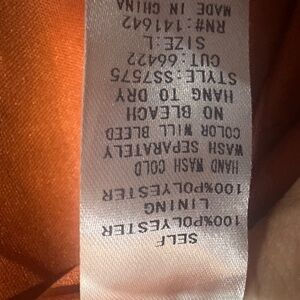 SELF
100%POLYESTER
LINING
100%POLYESTER
HAND WASH COLD
WASH SEPARATELY
COLOR WILL BLEED
NO BLEACH
HANG TO DRY
STYLE:SS7575
CUT:66422
SIZE:L
RN#:141642
MADE IN CHINA